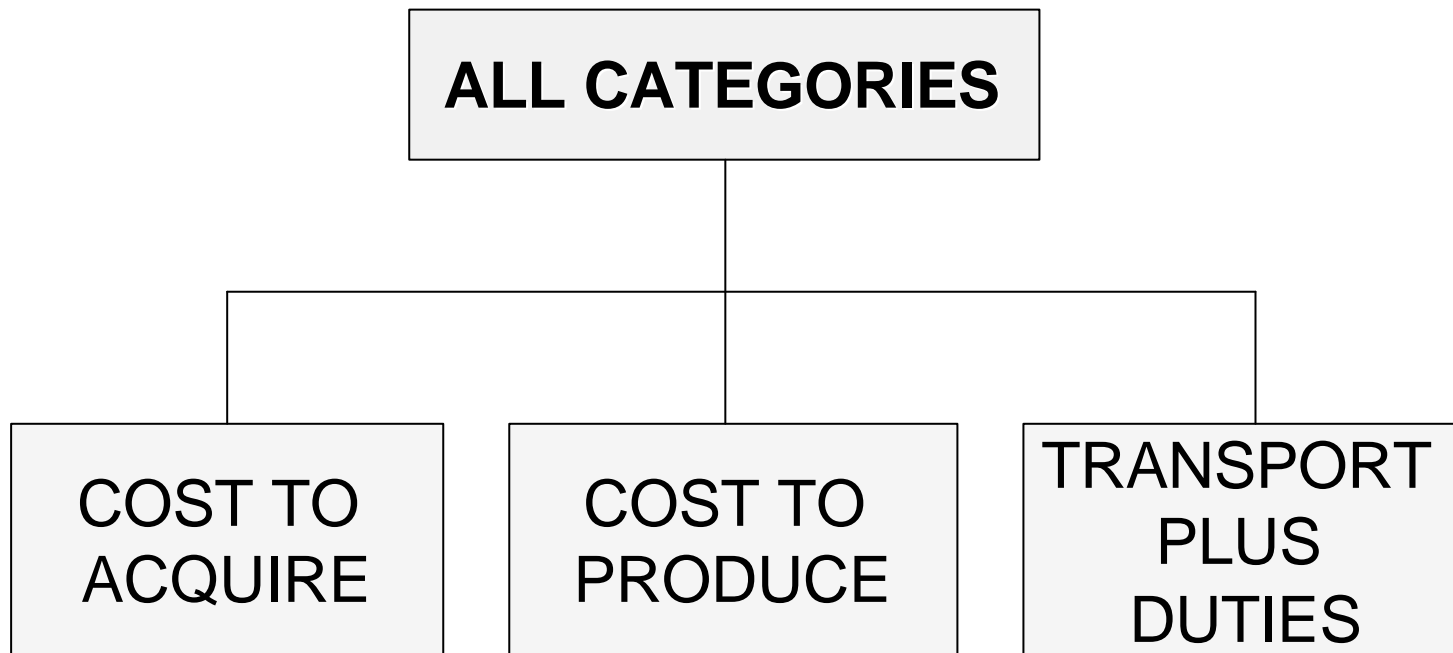 ALL CATEGORIES
COST TO
ACQUIRE
COST TO
PRODUCE
TRANSPORT
PLUS
DUTIES